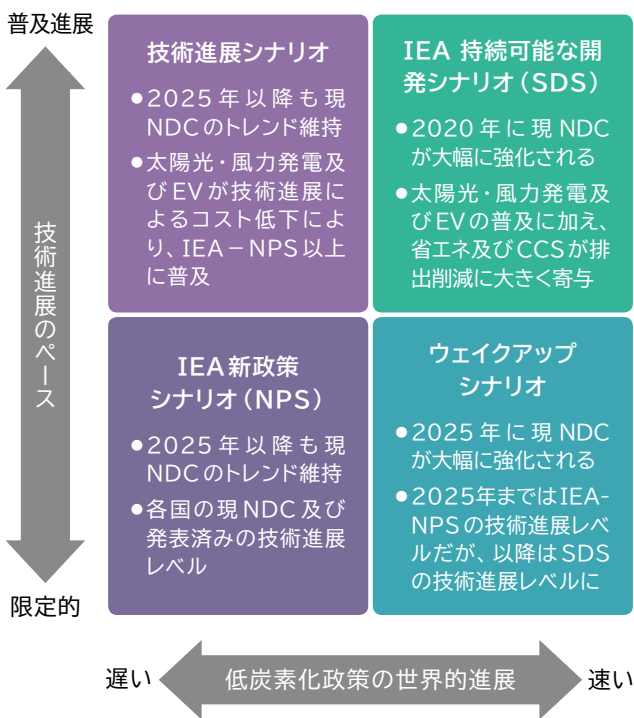 普及進展
技術進展のペース
限定的
技術進展シナリオ
●2025年以降も現
NDCのトレンド維持
●太陽光・風力発電及
びEVが技術進展に
よるコスト低下によ
り、IEA－NPS以上
に普及
IEA 持続可能な開
発シナリオ（SDS）
●2020年に現NDC
が大幅に強化される
●太陽光・風力発電及
びEVの普及に加え、
省エネ及びCCSが排
出削減に大きく寄与
IEA新政策
シナリオ（NPS）
●2025年以降も現
NDCのトレンド維持
●各国の現NDC及び
発表済みの技術進展
レベル
ウェイクアップ
シナリオ
●2025年に現NDC
が大幅に強化される
●2025年まではIEA-
NPSの技術進展レベ
ルだが、以降はSDS
の技術進展レベルに
遅い
低炭素化政策の世界的進展
速い